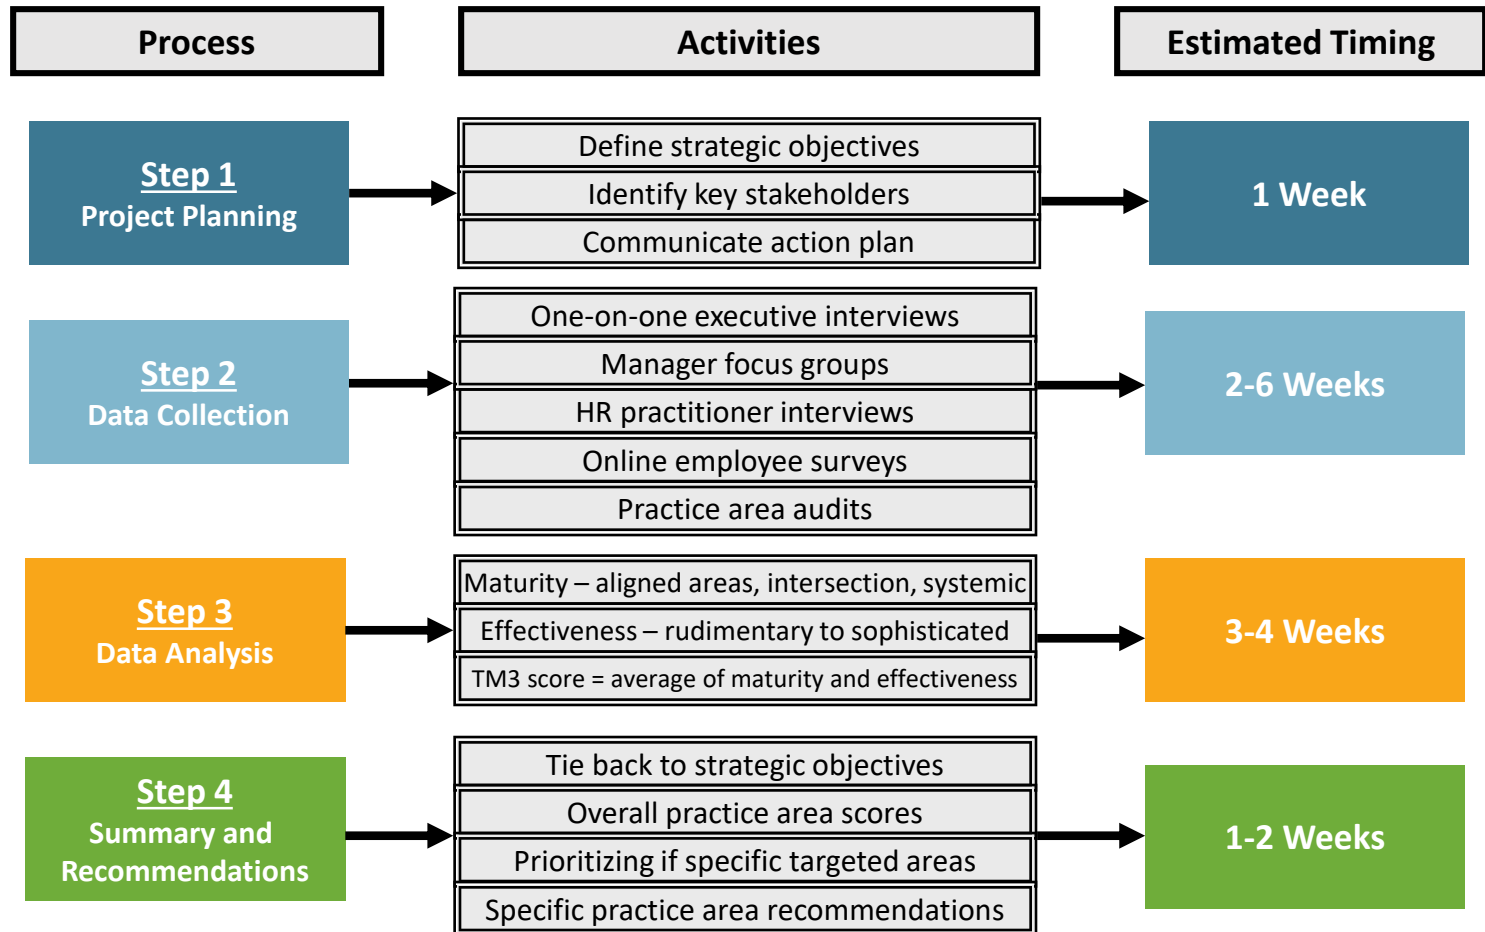 Process
Activities
Estimated Timing
Step 1
Project Planning
Define strategic objectives
Identify key stakeholders
Communicate action plan
1 Week
Step 2
Data Collection
One-on-one executive interviews
Manager focus groups
HR practitioner interviews
Online employee surveys
Practice area audits
2-6 Weeks
Step 3
Data Analysis
Maturity – aligned areas, intersection, systemic
Effectiveness – rudimentary to sophisticated
TM3 score = average of maturity and effectiveness
3-4 Weeks
Step 4
Summary and
Recommendations
Tie back to strategic objectives
Overall practice area scores
Prioritizing if specific targeted areas
Specific practice area recommendations
1-2 Weeks